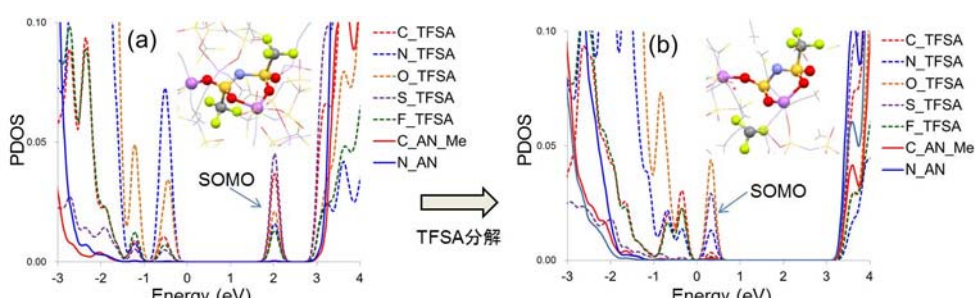 0.10
0.05
0.00
PDOS
(a)
SOMO
-3 -2 -1 0 1 2 3 4
Energy (eV)
C_TFSA
N_TFSA
O_TFSA
S_TFSA
F_TFSA
C_AN_Me
N_AN
TFSA分解
0.10
0.05
0.00
PDOS
(b)
SOMO
-3 -2 -1 0 1 2 3 4
Energy (eV)
C_TFSA
N_TFSA
O_TFSA
S_TFSA
F_TFSA
C_AN_Me
N_AN